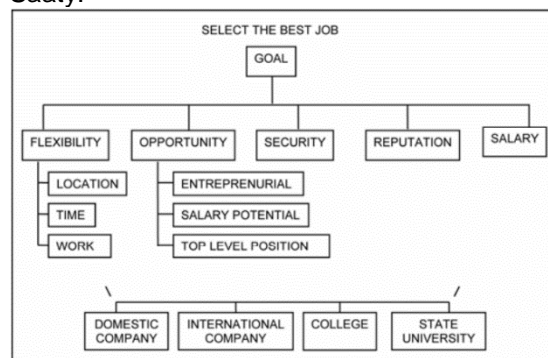 Saaty.
SELECT THE BEST JOB
GOAL
FLEXIBILITY
OPPORTUNITY
SECURITY
REPUTATION
SALARY
LOCATION
TIME
WORK
ENTREPRENURIAL
SALARY POTENTIAL
TOP LEVEL POSITION
DOMESTIC
COMPANY
INTERNATIONAL
COMPANY
COLLEGE
STATE
UNIVERSITY